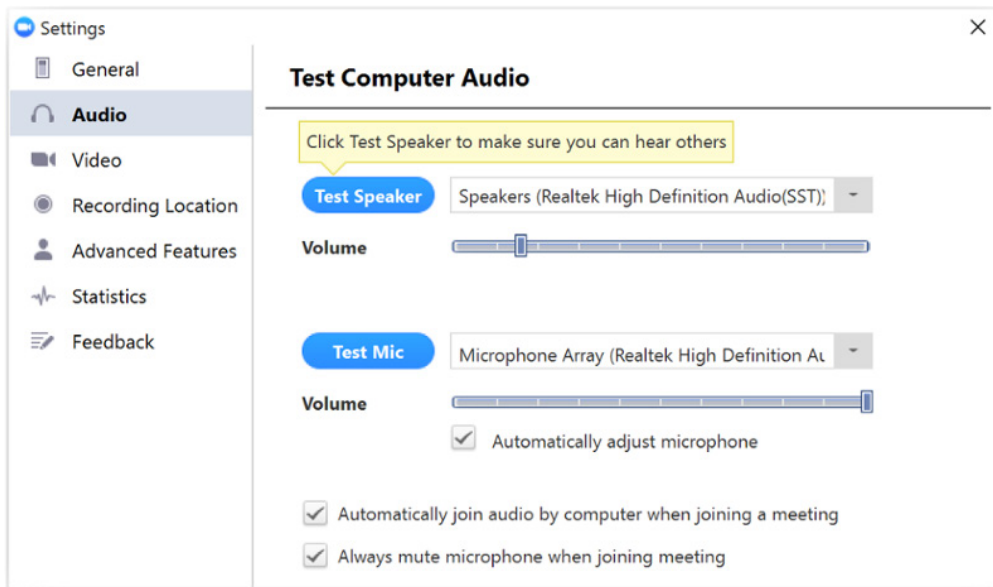 Settings
General
Audio
Video
Recording Location
Advanced Features
Statistics
Feedback
Test Computer Audio
Click Test Speaker to make sure you can hear others
Test Speaker
Speakers (Realtek High Definition Audio(SST))
Volume
Test Mic
Microphone Array (Realtek High Definition Au
Volume
Automatically adjust microphone
Automatically join audio by computer when joining a meeting
Always mute microphone when joining meeting